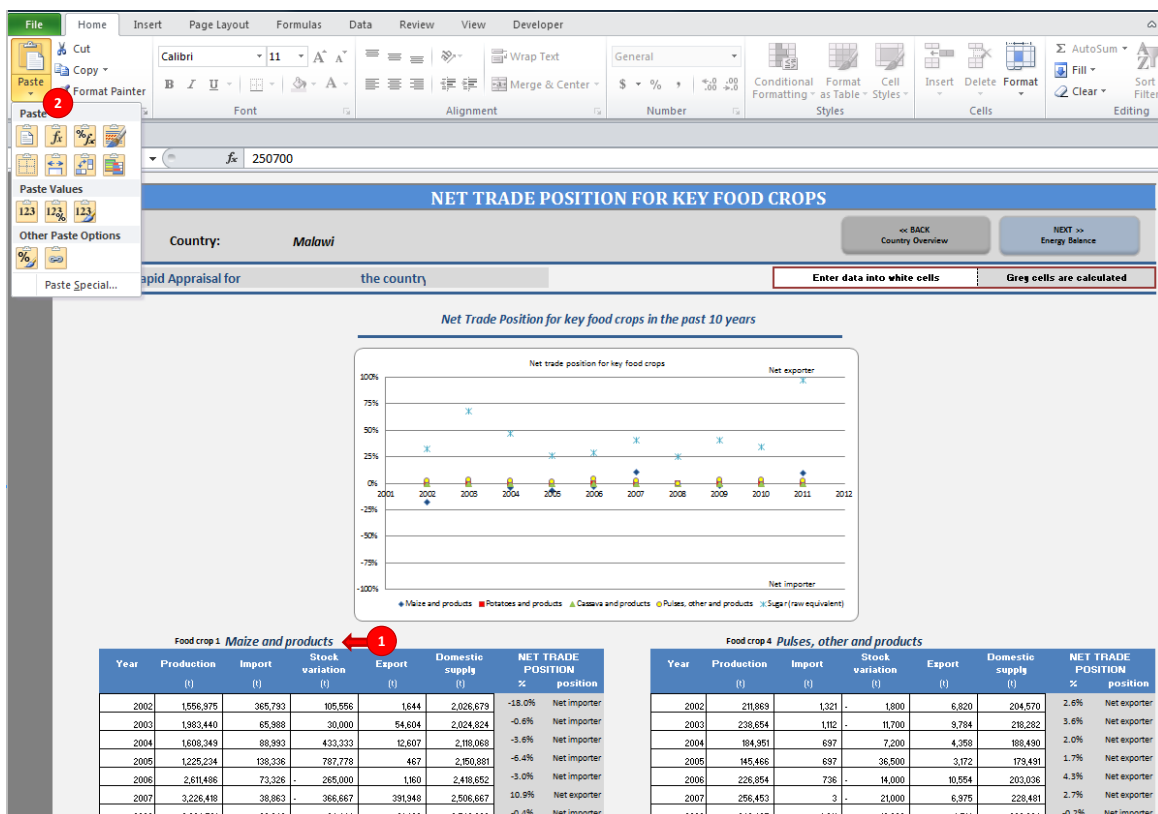 File Home Insert Page Layout Formulas Data Review View Developer
Cut
Copy
Format Painter
Paste
2
Calibri 11
B I U
Font
Wrap Text
Merge & Center
Alignment
General
$ % ,
Number
Conditional Formatting
Format as Table
Cell Styles
Styles
Insert Delete Format
Cells
AutoSum
Fill
Clear
Sort
Filter
Editing
Paste
Paste Values
123 123 123
Other Paste Options
Paste Special...
fx 250700
NET TRADE POSITION FOR KEY FOOD CROPS
Country: Malawi
<< BACK
Country Overview
NEXT >>
Energy Balance
apid Appraisal for the country
Enter data into white cells Grey cells are calculated
Net Trade Position for key food crops in the past 10 years
Net trade position for key food crops
Net exporter
100%
75%
50%
25%
0%
2001 2002 2003 2004 2005 2006 2007 2008 2009 2010 2011 2012
-25%
-50%
-75%
-100%
Net importer
Maize and products Potatoes and products Cassava and products Pulses, other and products Sugar (raw equivalent)
Food crop 1 Maize and products 1
Year Production Import Stock variation Export Domestic supply NET TRADE POSITION
(t) (t) (t) (t) (t) % position
2002 1,556,975 365,793 105,556 1,644 2,026,679 -18.0% Net importer
2003 1,983,440 65,988 30,000 54,604 2,024,824 -0.6% Net importer
2004 1,608,349 88,993 433,333 12,607 2,118,068 -3.6% Net importer
2005 1,225,234 138,336 787,778 467 2,150,881 -6.4% Net importer
2006 2,611,486 73,326 - 265,000 1,160 2,418,652 -3.0% Net importer
2007 3,226,418 38,863 - 366,667 391,948 2,506,667 10.9% Net exporter
Food crop 4 Pulses, other and products
Year Production Import Stock variation Export Domestic supply NET TRADE POSITION
(t) (t) (t) (t) (t) % position
2002 211,869 1,321 - 1,800 6,820 204,570 2.6% Net exporter
2003 238,654 1,112 - 11,700 9,784 218,282 3.6% Net exporter
2004 184,951 697 7,200 4,358 188,490 2.0% Net exporter
2005 145,466 697 36,500 3,172 179,491 1.7% Net exporter
2006 226,854 736 - 14,000 10,554 203,036 4.3% Net exporter
2007 256,453 3 - 21,000 6,975 228,481 2.7% Net exporter